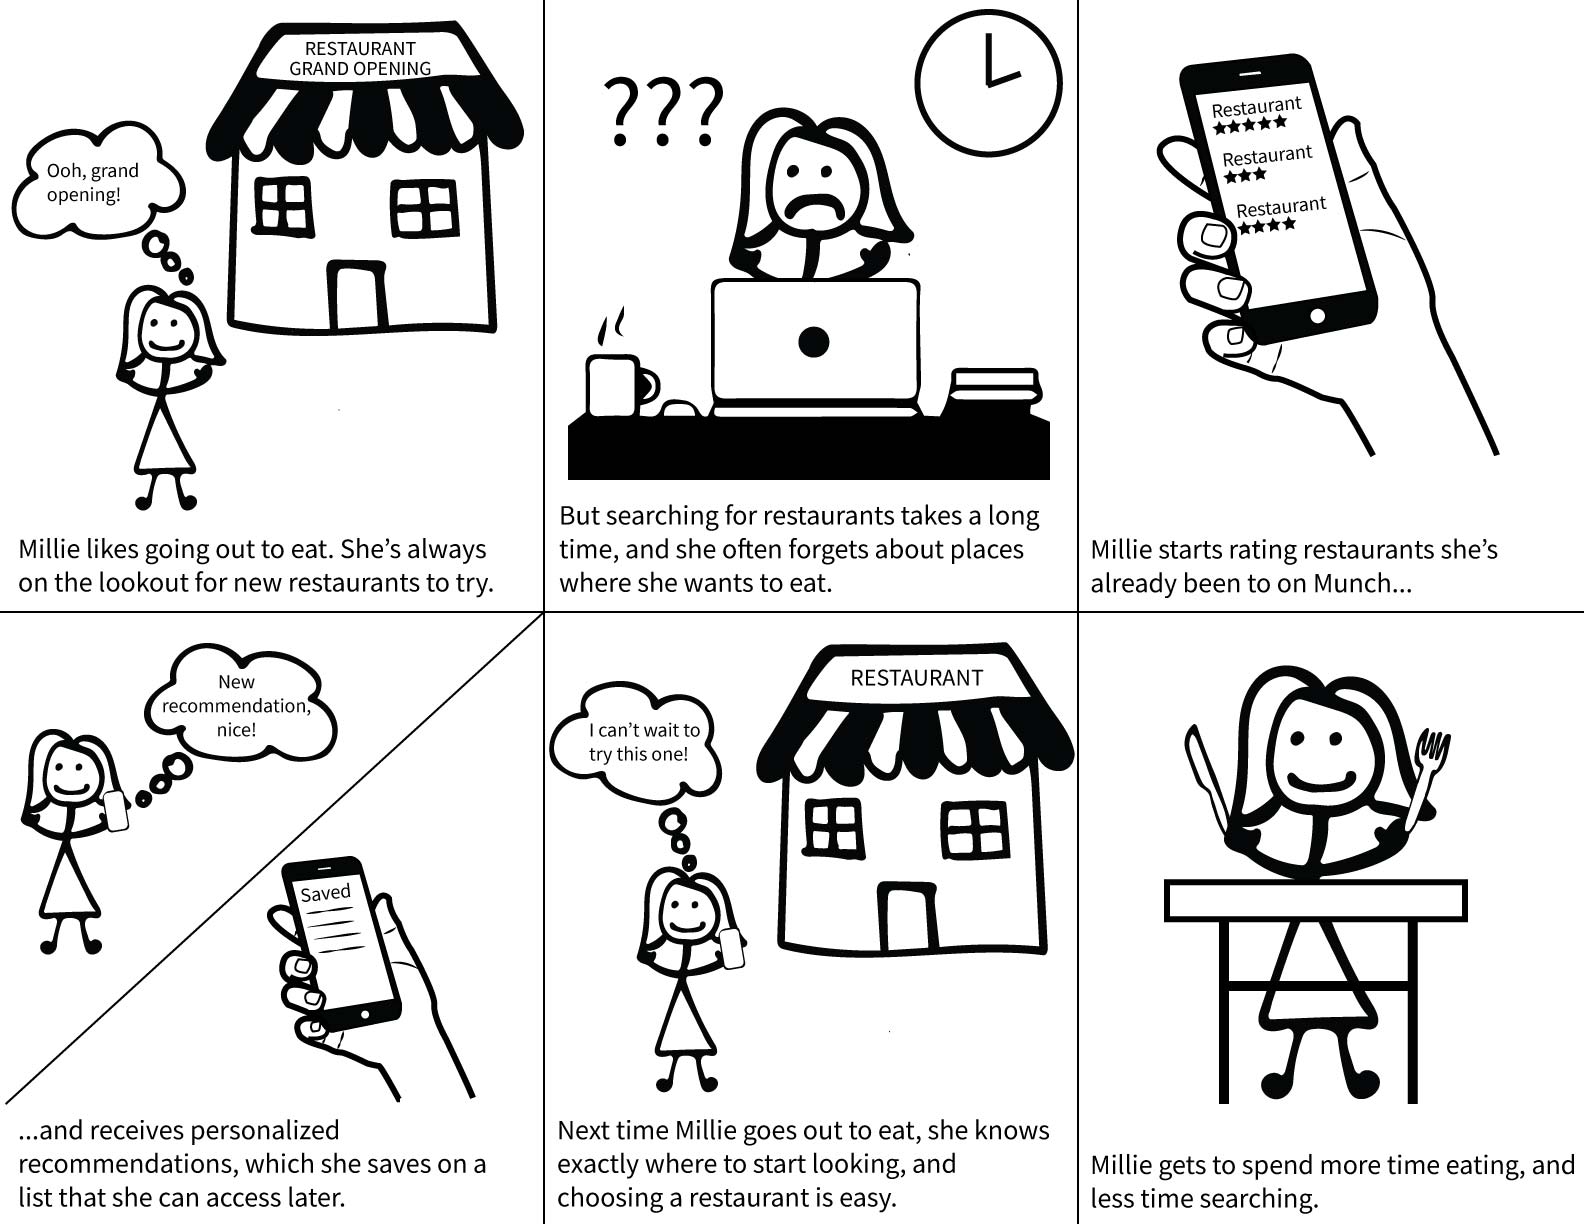 RESTAURANT
GRAND OPENING
Ooh, grand
opening!
Millie likes going out to eat. She’s always
on the lookout for new restaurants to try.
???
But searching for restaurants takes a long
time, and she often forgets about places
where she wants to eat.
Restaurant
★★★★★
Restaurant
★★★
Restaurant
★★★★
Millie starts rating restaurants she’s
already been to on Munch...
New
recommendation,
nice!
Saved
...and receives personalized
recommendations, which she saves on a
list that she can access later.
I can’t wait to
try this one!
RESTAURANT
Next time Millie goes out to eat, she knows
exactly where to start looking, and
choosing a restaurant is easy.
Millie gets to spend more time eating, and
less time searching.